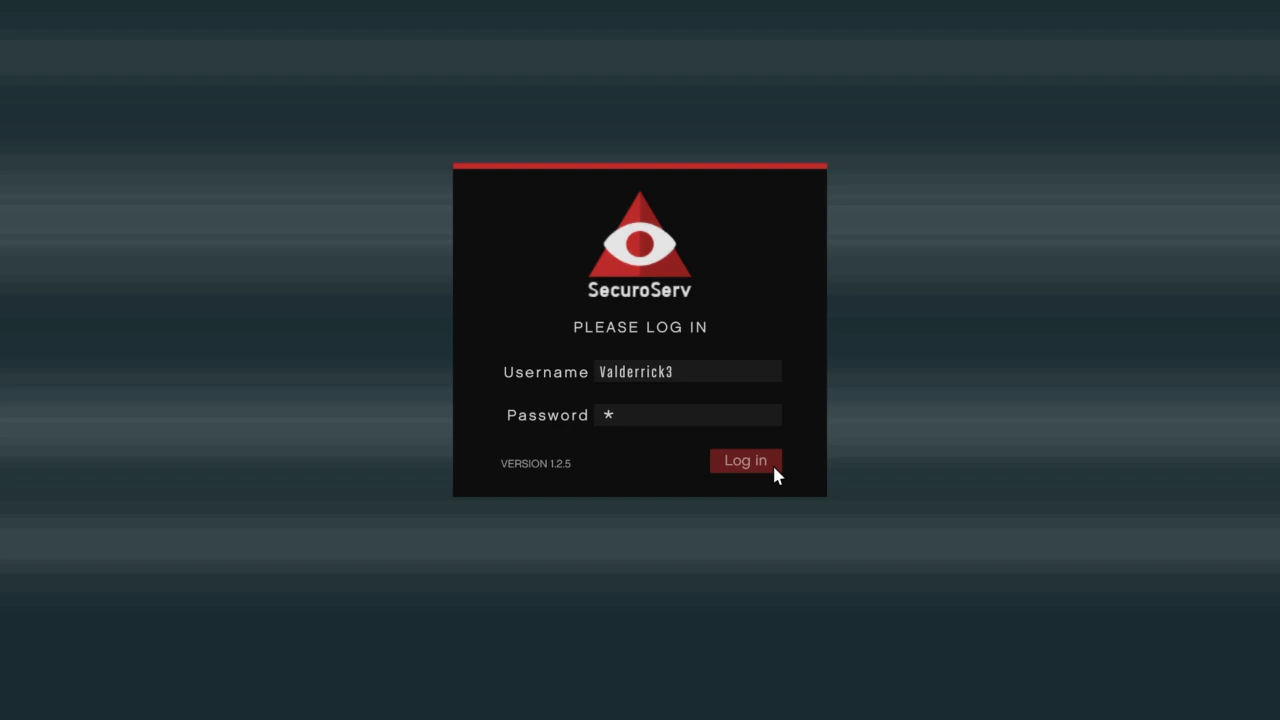 SecuroServ
PLEASE LOG IN
Username Valderrick3
Password *
VERSION 1.2.5 Log in